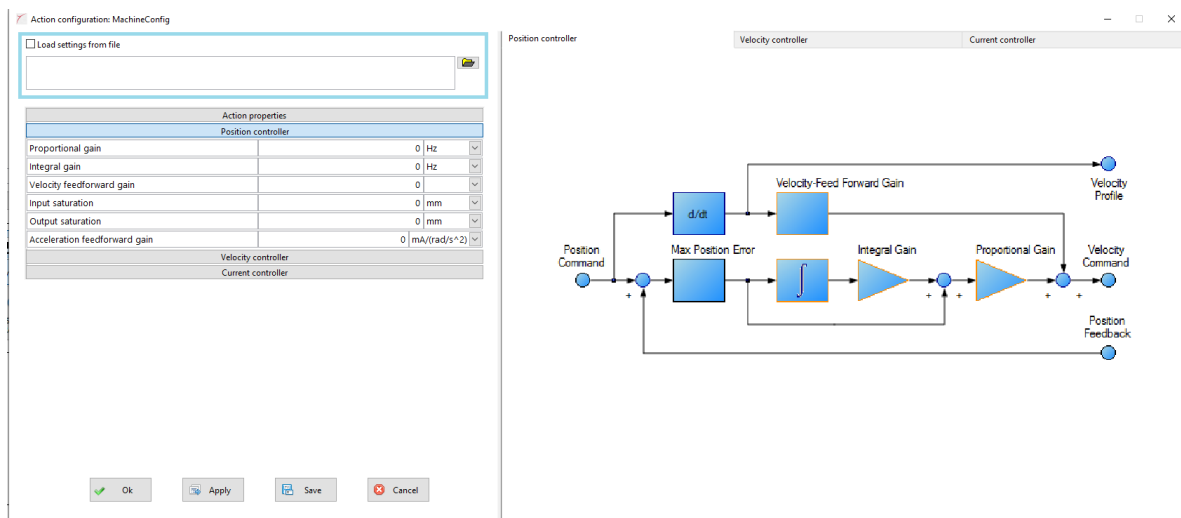 Action configuration: MachineConfig
Load settings from file
Action properties
Position controller
Proportional gain 0 Hz
Integral gain 0 Hz
Velocity feedforward gain 0
Input saturation 0 mm
Output saturation 0 mm
Acceleration feedforward gain 0 mA/(rad/s^2)
Velocity controller
Current controller
Ok Apply Save Cancel
Position controller Velocity controller Current controller
Velocity-Feed Forward Gain
Velocity
Profile
d/dt
Position
Command
Max Position Error
Integral Gain
Proportional Gain
Velocity
Command
∫
+ + + + +
Position
Feedback